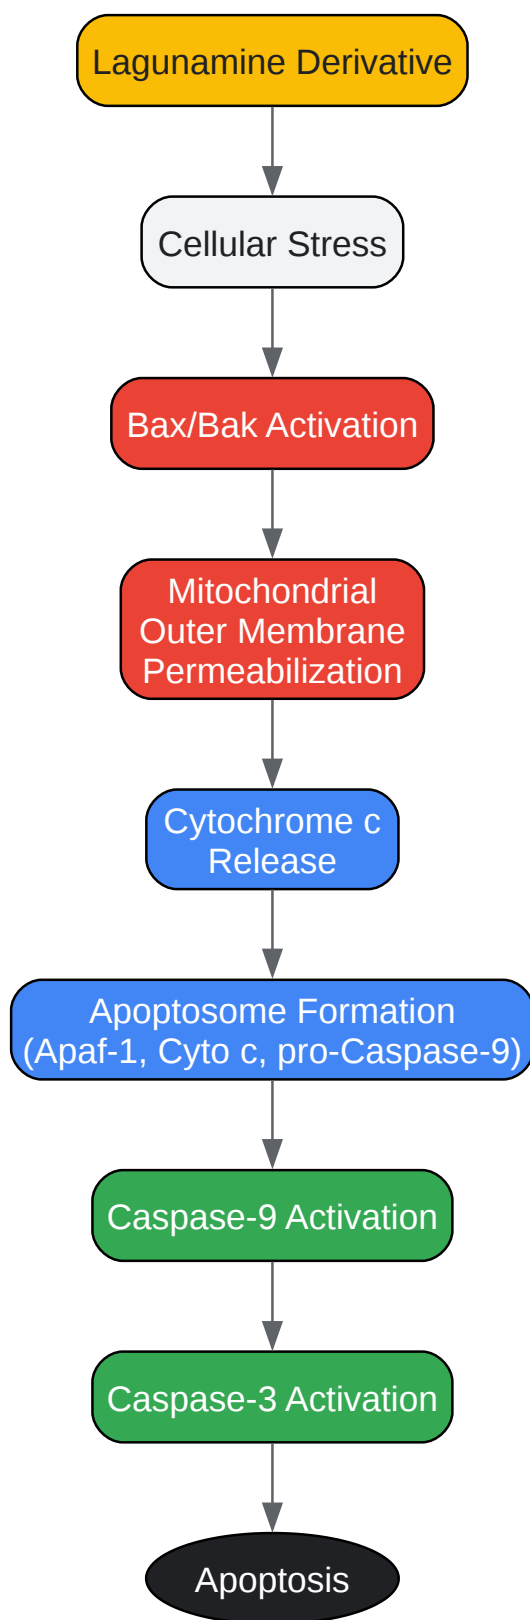 Lagunamine Derivative
Cellular Stress
Bax/Bak Activation
Mitochondrial
Outer Membrane
Permeabilization
Cytochrome c
Release
Apoptosome Formation
(Apaf-1, Cyto c, pro-Caspase-9)
Caspase-9 Activation
Caspase-3 Activation
Apoptosis